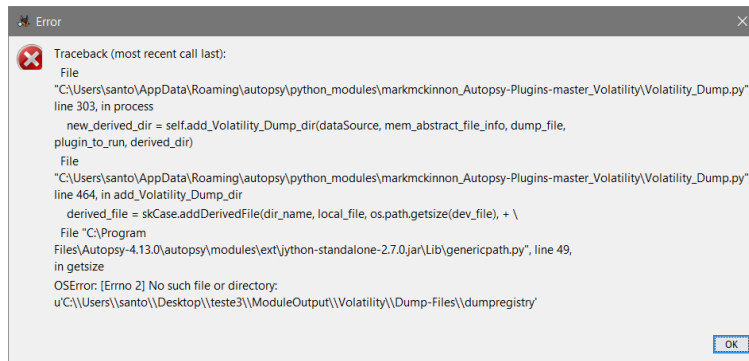 Error
Traceback (most recent call last):
File
"C:\Users\santo\AppData\Roaming\autopsy\python_modules\markmckinnon_Autopsy-Plugins-master_Volatility\Volatility_Dump.py"
line 303, in process
new_derived_dir = self.add_Volatility_Dump_dir(dataSource, mem_abstract_file_info, dump_file,
plugin_to_run, derived_dir)
File
"C:\Users\santo\AppData\Roaming\autopsy\python_modules\markmckinnon_Autopsy-Plugins-master_Volatility\Volatility_Dump.py"
line 464, in add_Volatility_Dump_dir
derived_file = skCase.addDerivedFile(dir_name, local_file, os.path.getsize(dev_file), + \
File "C:\Program
Files\Autopsy-4.13.0\autopsy\modules\ext\jython-standalone-2.7.0.jar\Lib\genericpath.py", line 49,
in getsize
OSError: [Errno 2] No such file or directory:
u'C:\\Users\\santo\\Desktop\\teste3\\ModuleOutput\\Volatility\\Dump-Files\\dumpregistry'
OK